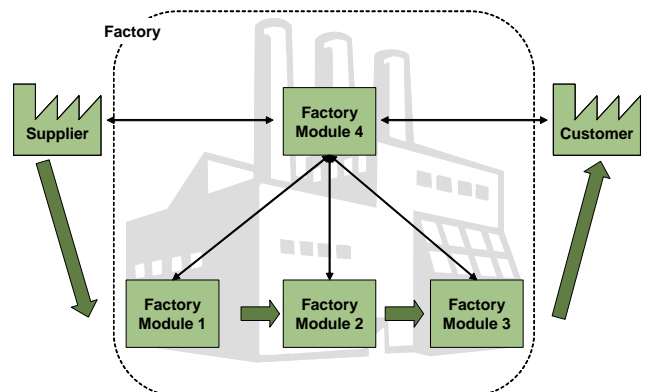 Factory
Supplier
Factory
Module 4
Customer
Factory
Module 1
Factory
Module 2
Factory
Module 3